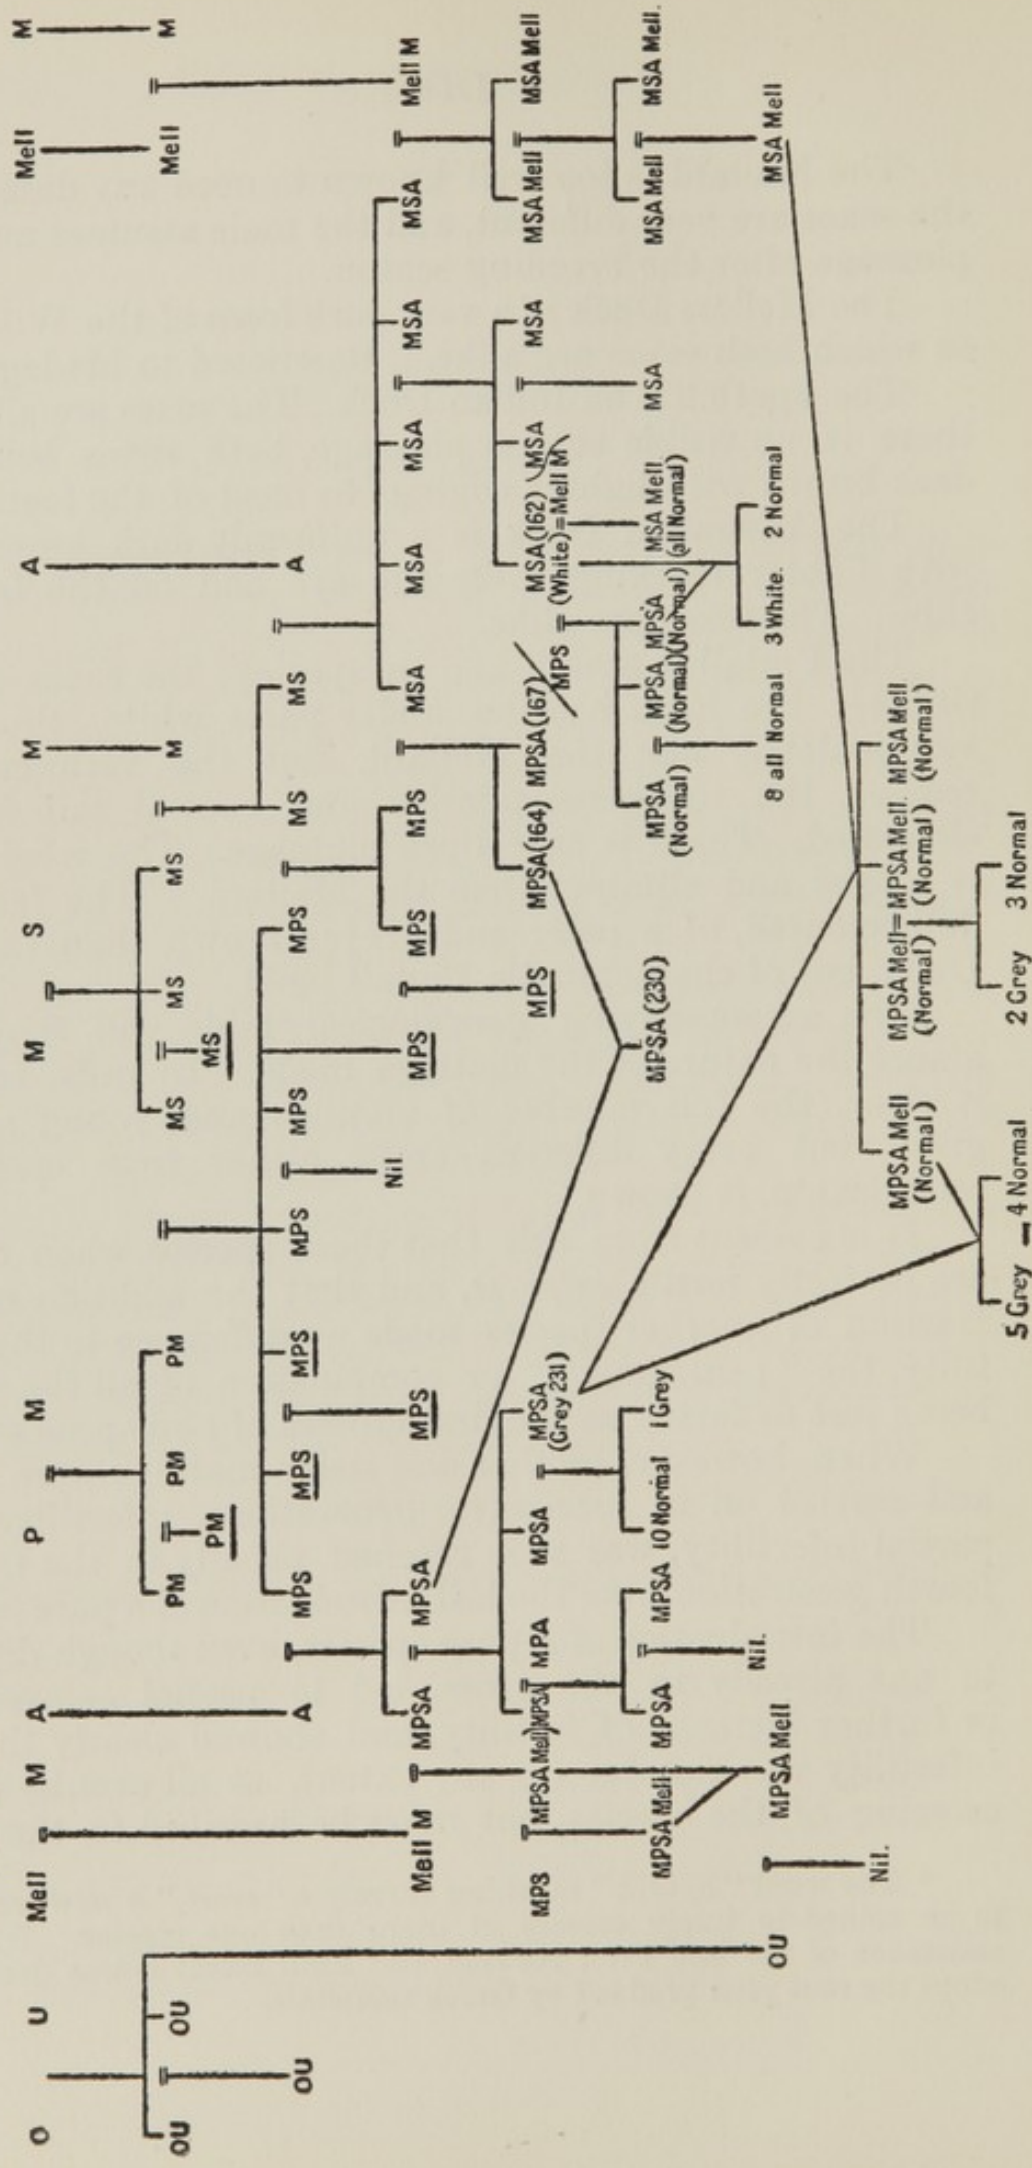 O U Mell M A P M M S M A Mell M
OU OU PM PM PM MS MS MS M Mell M
PM MS
OU A MPS MPS MPS MPS MPS MPS MS MS A
Mell M MPSA MPSA MPS Nil MPS MPS MPS MSA MSA MSA MSA MSA Mell M
MPS MPSA Mell MPSA MPA MPSA MPSA MPS MPSA(164) MPSA(167) MSA(162) MSA MSA MSA Mell MSA Mell
(Grey 231) MPS = (White)=Mell M
MPSA Mell MPSA MPSA 10 Normal 1 Grey MPSA (230) MPSA MPSA MPSA MSA Mell MSA MSA Mell MSA Mell.
(Normal) (Normal) (Normal) (all Normal)
OU MPSA Mell Nil. 8 all Normal 3 White. 2 Normal MSA Mell
Nil. MPSA Mell MPSA Mell = MPSA Mell. MPSA Mell
(Normal) (Normal) (Normal) (Normal)
5 Grey — 4 Normal 2 Grey 3 Normal